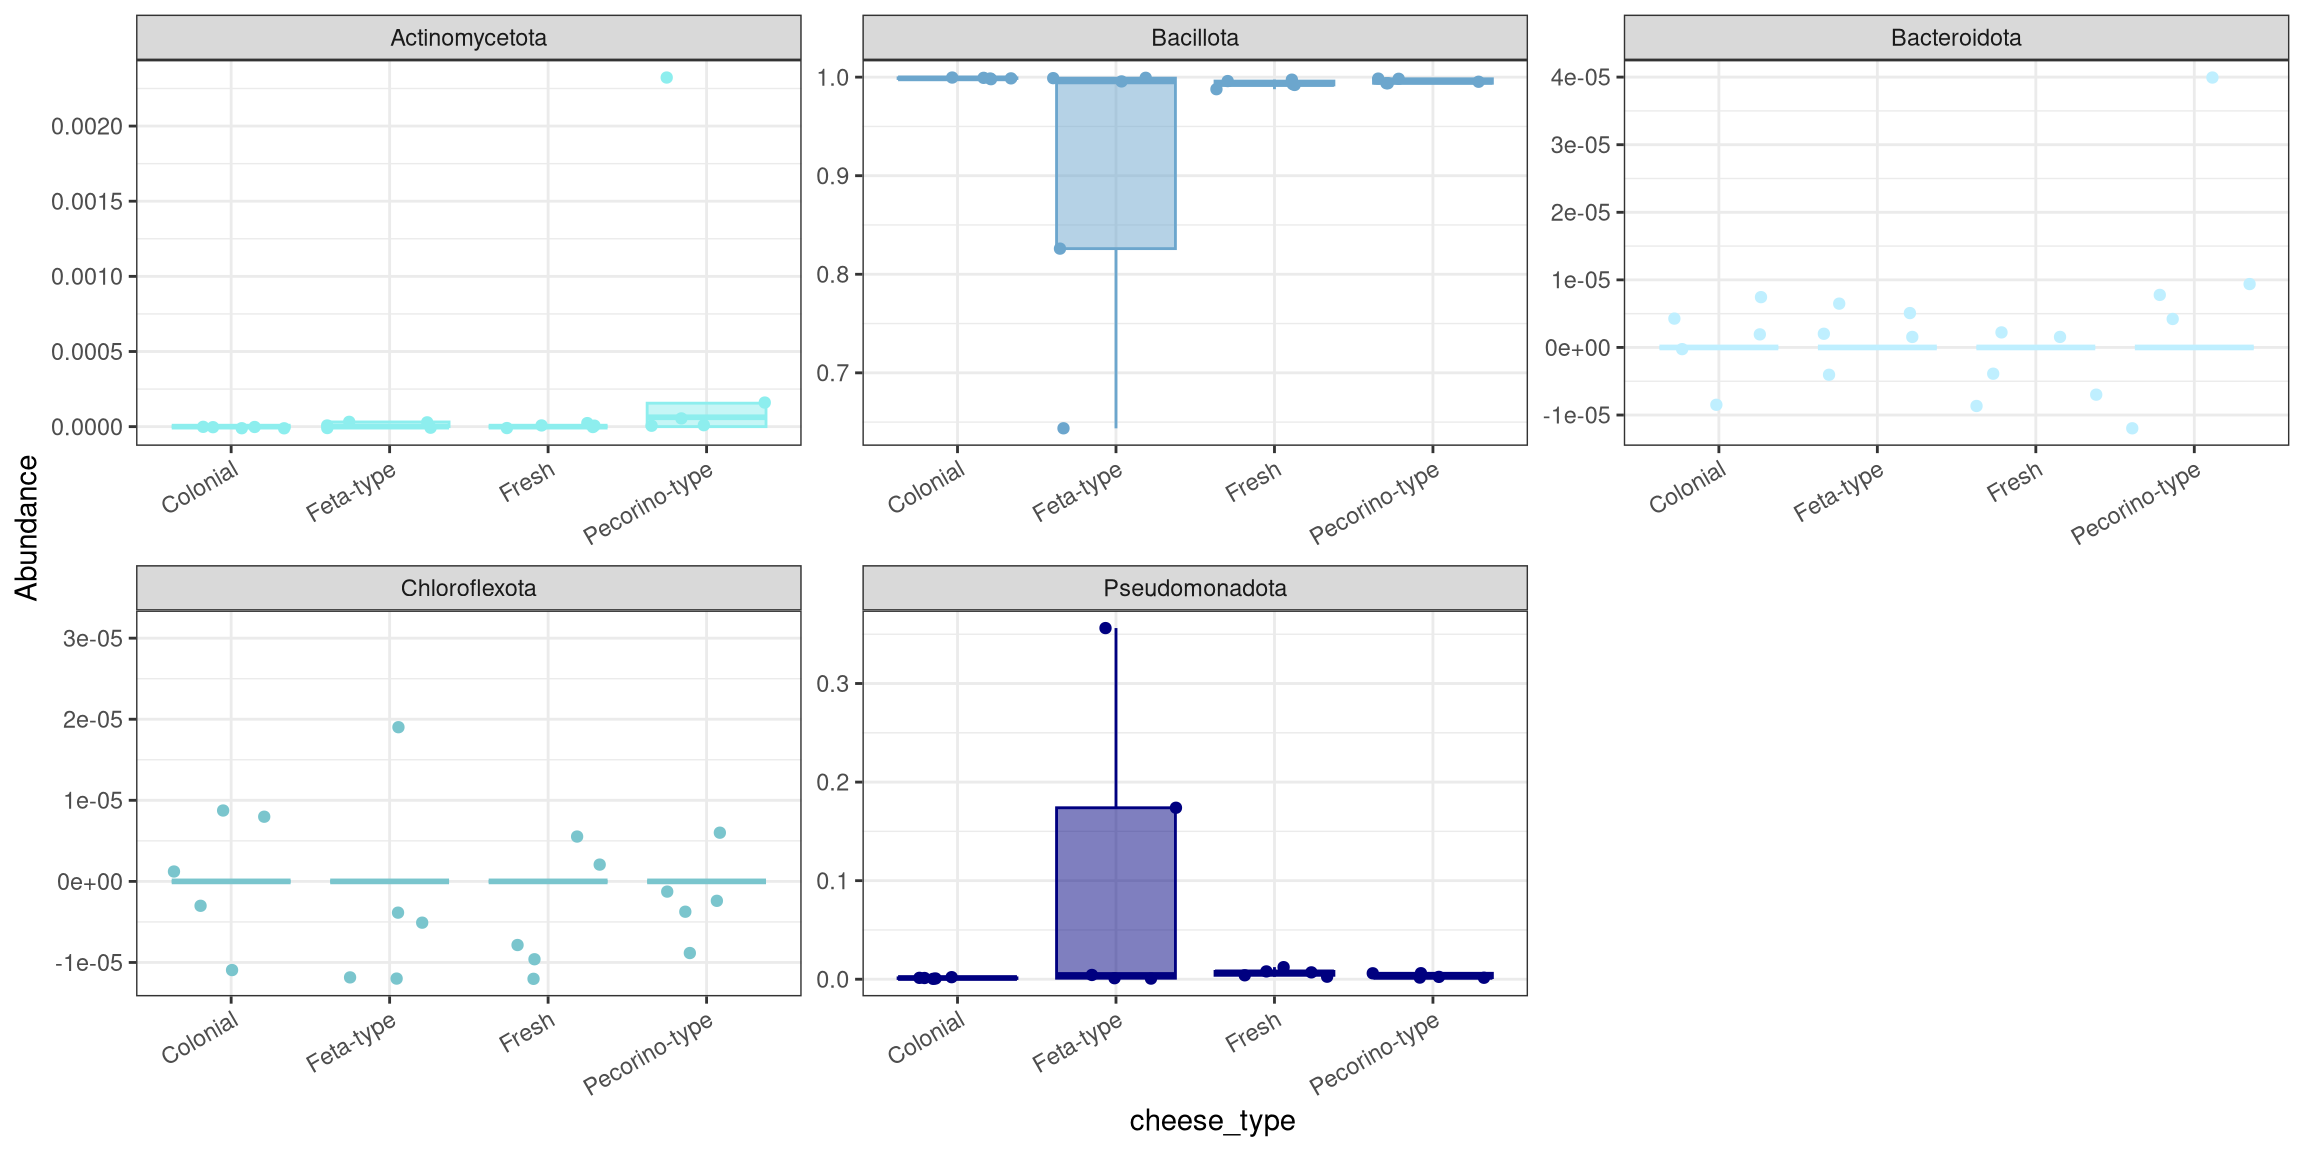 Actinomycetota
Bacillota
Bacteroidota
0.0020
0.0015
0.0010
0.0005
0.0000
1.0
0.9
0.8
0.7
4e-05
3e-05
2e-05
1e-05
0e+00
-1e-05
Colonial
Feta-type
Fresh
Pecorino-type
Colonial
Feta-type
Fresh
Pecorino-type
Colonial
Feta-type
Fresh
Pecorino-type
Abundance
Chloroflexota
Pseudomonadota
3e-05
2e-05
1e-05
0e+00
-1e-05
0.3
0.2
0.1
0.0
Colonial
Feta-type
Fresh
Pecorino-type
Colonial
Feta-type
Fresh
Pecorino-type
cheese_type